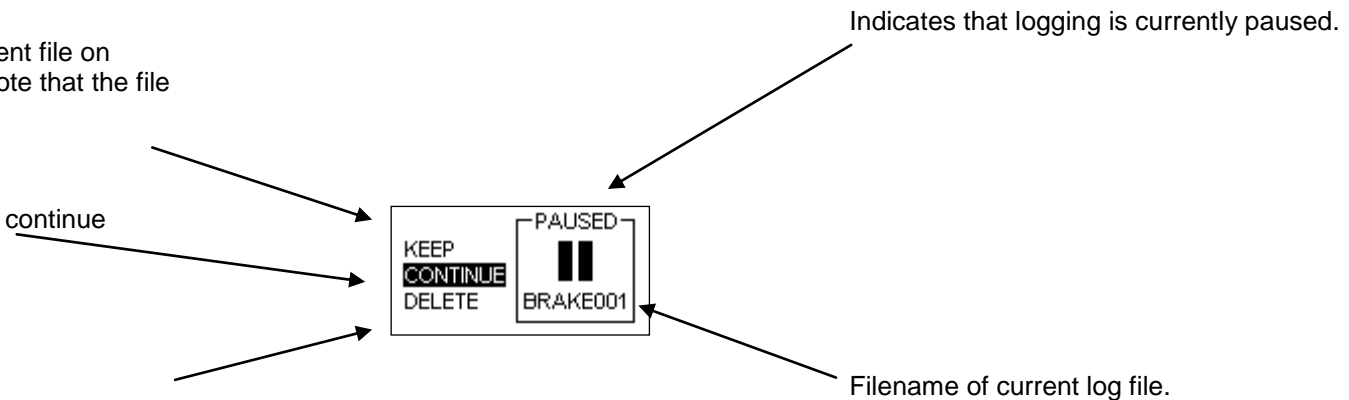 Indicates that logging is currently paused.
ent file on
ote that the file
continue
PAUSED
KEEP
CONTINUE
DELETE
BRAKE001
Filename of current log file.